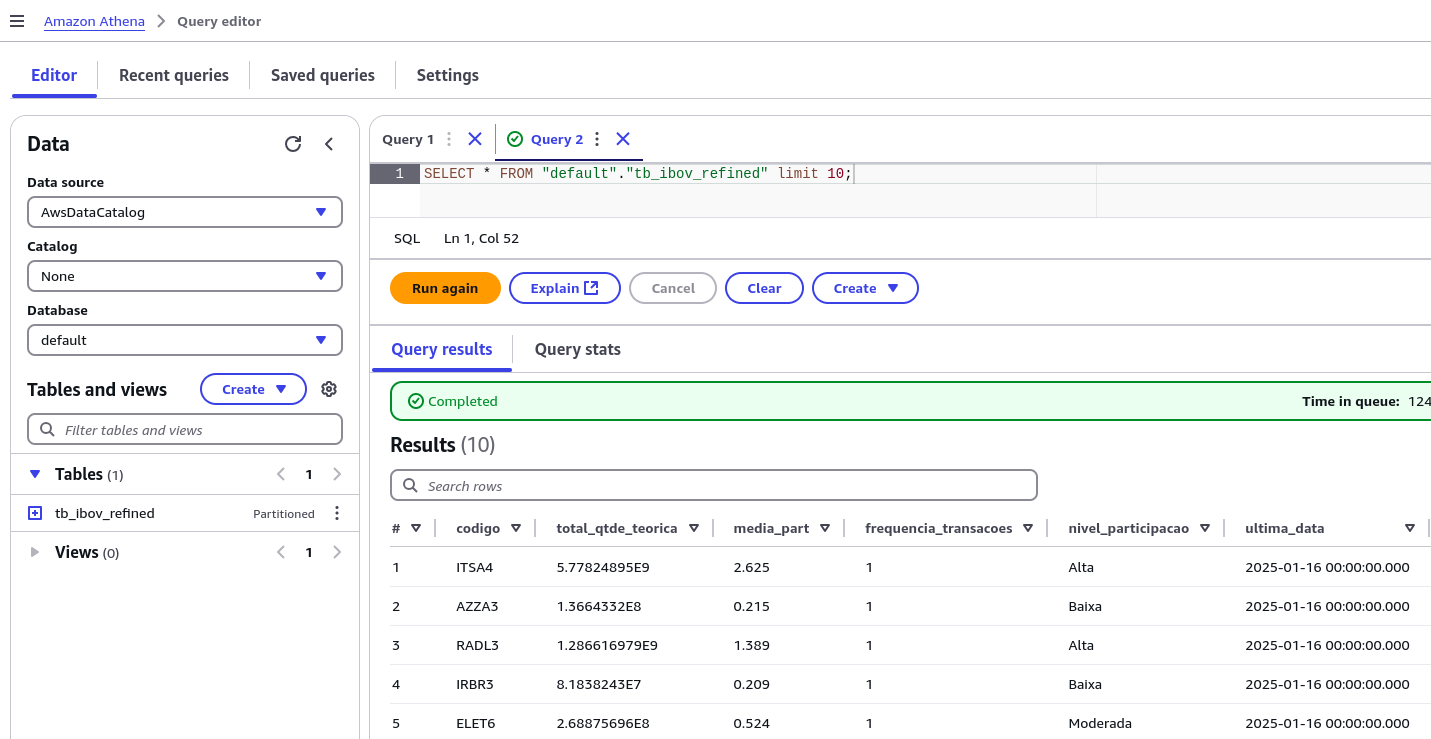 Amazon Athena > Query editor
Editor Recent queries Saved queries Settings
Data
Data source
AwsDataCatalog
Catalog
None
Database
default
Tables and views Create
Filter tables and views
Tables (1) 1
tb_ibov_refined Partitioned
Views (0) 1
Query 1 Query 2
1 SELECT * FROM "default"."tb_ibov_refined" limit 10;
SQL Ln 1, Col 52
Run again Explain Cancel Clear Create
Query results Query stats
Completed Time in queue: 124
Results (10)
Search rows
# codigo total_qtde_teorica media_part frequencia_transacoes nivel_participacao ultima_data
1 ITSA4 5.77824895E9 2.625 1 Alta 2025-01-16 00:00:00.000
2 AZZA3 1.3664332E8 0.215 1 Baixa 2025-01-16 00:00:00.000
3 RADL3 1.286616979E9 1.389 1 Alta 2025-01-16 00:00:00.000
4 IRBR3 8.1838243E7 0.209 1 Baixa 2025-01-16 00:00:00.000
5 ELET6 2.68875696E8 0.524 1 Moderada 2025-01-16 00:00:00.000